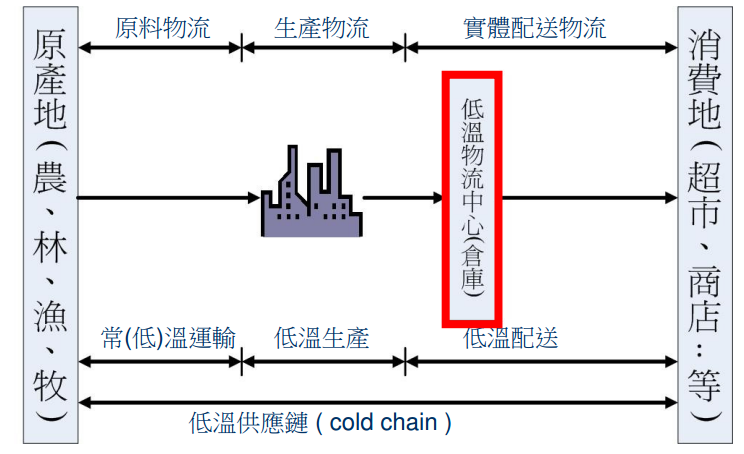 原料物流
生產物流
實體配送物流
原產地(農、林、漁、牧)
低溫物流中心(倉庫)
消費地(超市、商店:等)
常(低)溫運輸
低溫生產
低溫配送
低溫供應鏈 ( cold chain )